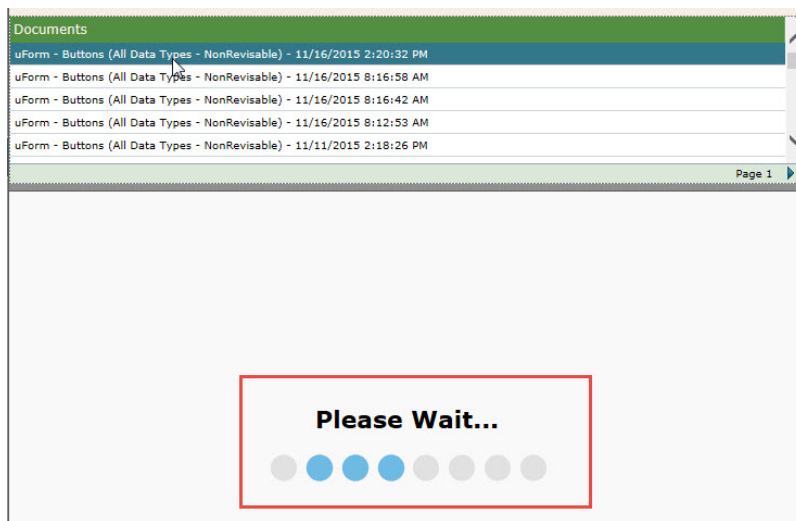 Documents
uForm - Buttons (All Data Types - NonRevisable) - 11/16/2015 2:20:32 PM
uForm - Buttons (All Data Types - NonRevisable) - 11/16/2015 8:16:58 AM
uForm - Buttons (All Data Types - NonRevisable) - 11/16/2015 8:16:42 AM
uForm - Buttons (All Data Types - NonRevisable) - 11/16/2015 8:12:53 AM
uForm - Buttons (All Data Types - NonRevisable) - 11/11/2015 2:18:26 PM
Page 1
Please Wait...